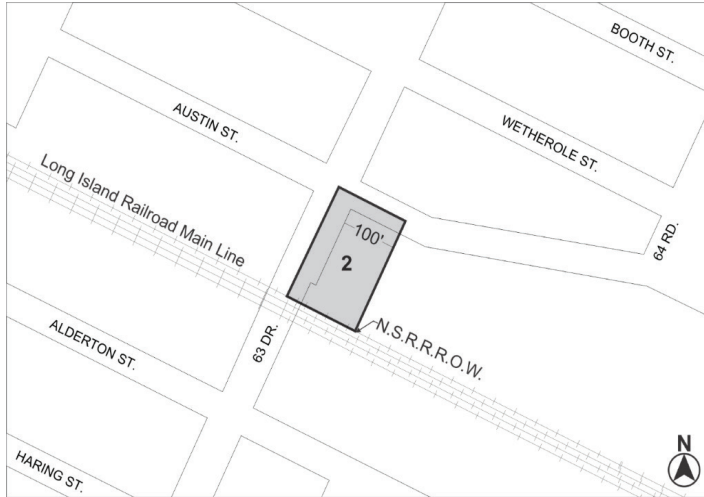 BOOTH ST.
AUSTIN ST.
WETHEROLE ST.
Long Island Railroad Main Line
100'
64 RD.
2
N.S.R.R.R.O.W.
63 DR.
ALDERTON ST.
N
HARING ST.